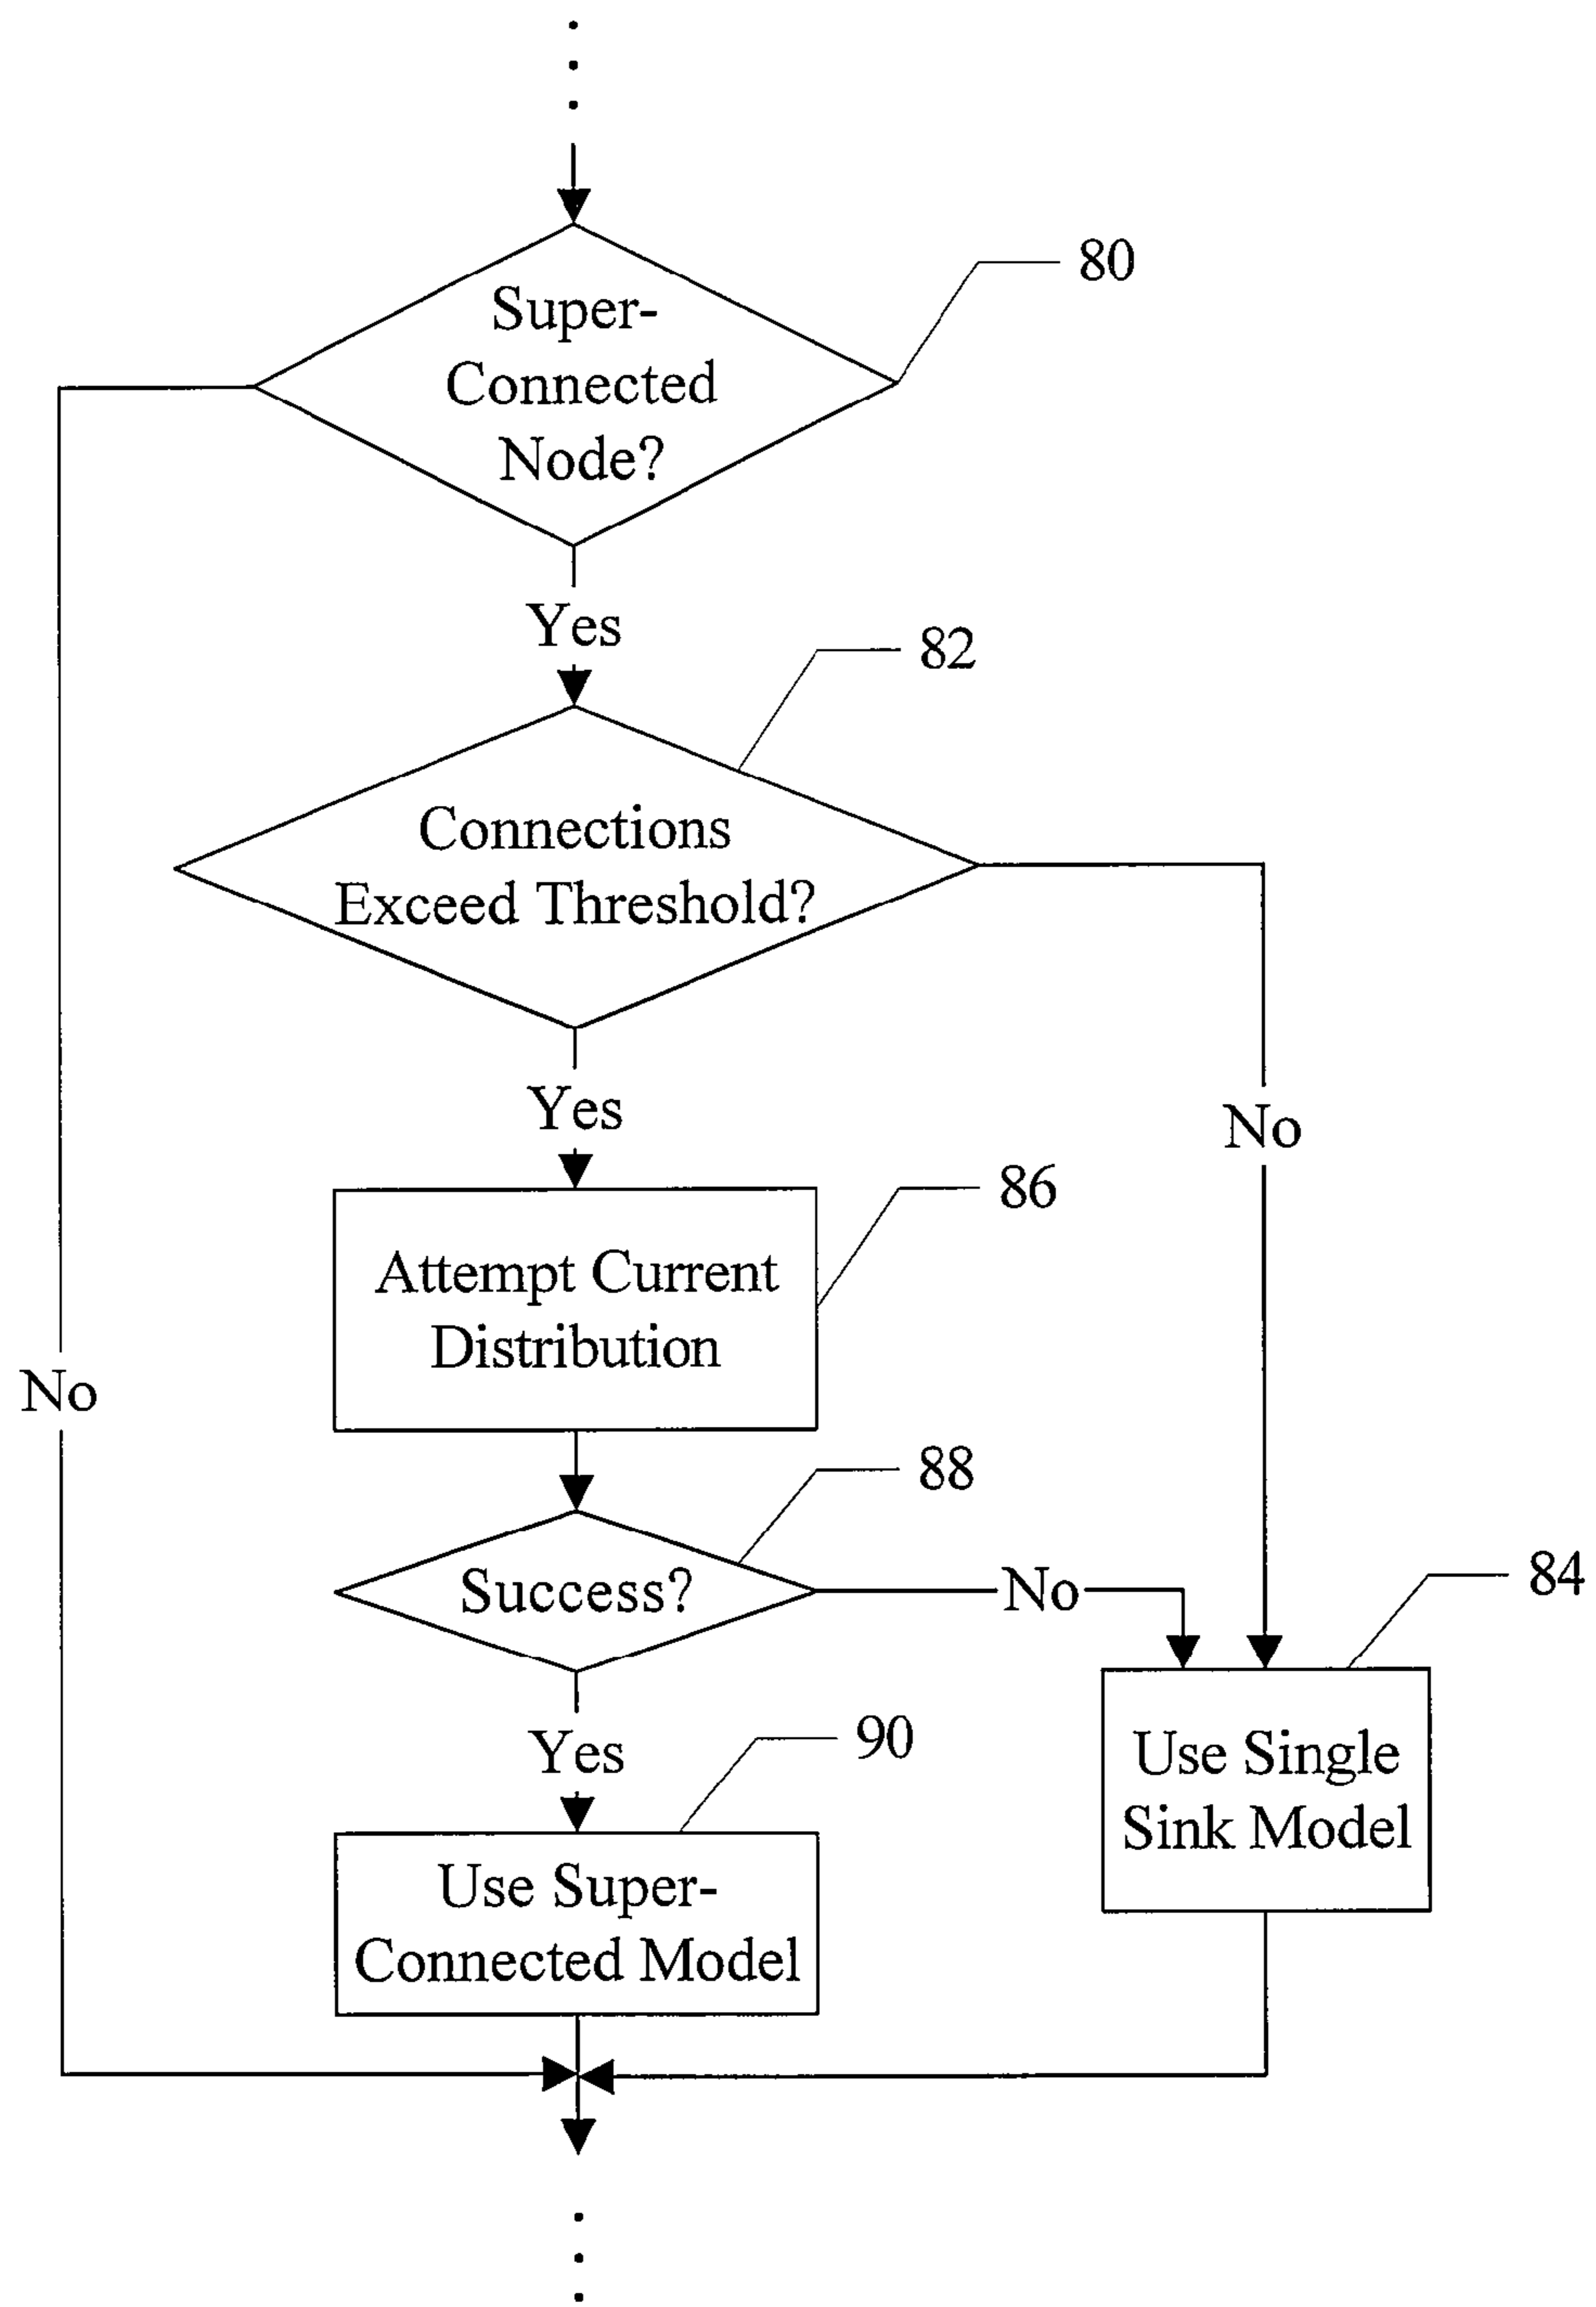 80
Super-
Connected
Node?
Yes
82
Connections
Exceed Threshold?
Yes
No
86
Attempt Current
Distribution
No
88
Success?
No
84
Yes
90
Use Single
Sink Model
Use Super-
Connected Model